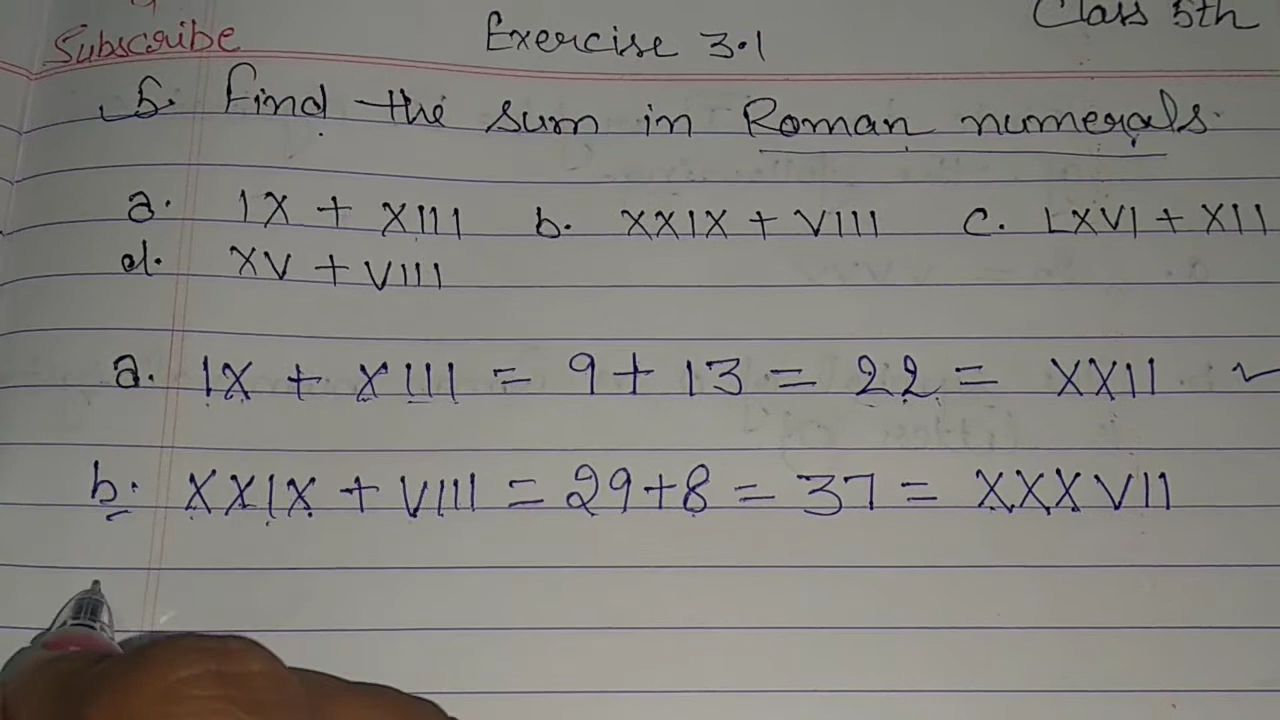 Class 5th
Subscribe Exercise 3.1
5. Find the sum in Roman numerals.
a. IX + XIII b. XXIX + VIII c. LXVI + XII
d. XV + VIII
a. IX + XIII = 9 + 13 = 22 = XXII
b. XXIX + VIII = 29 + 8 = 37 = XXXVII